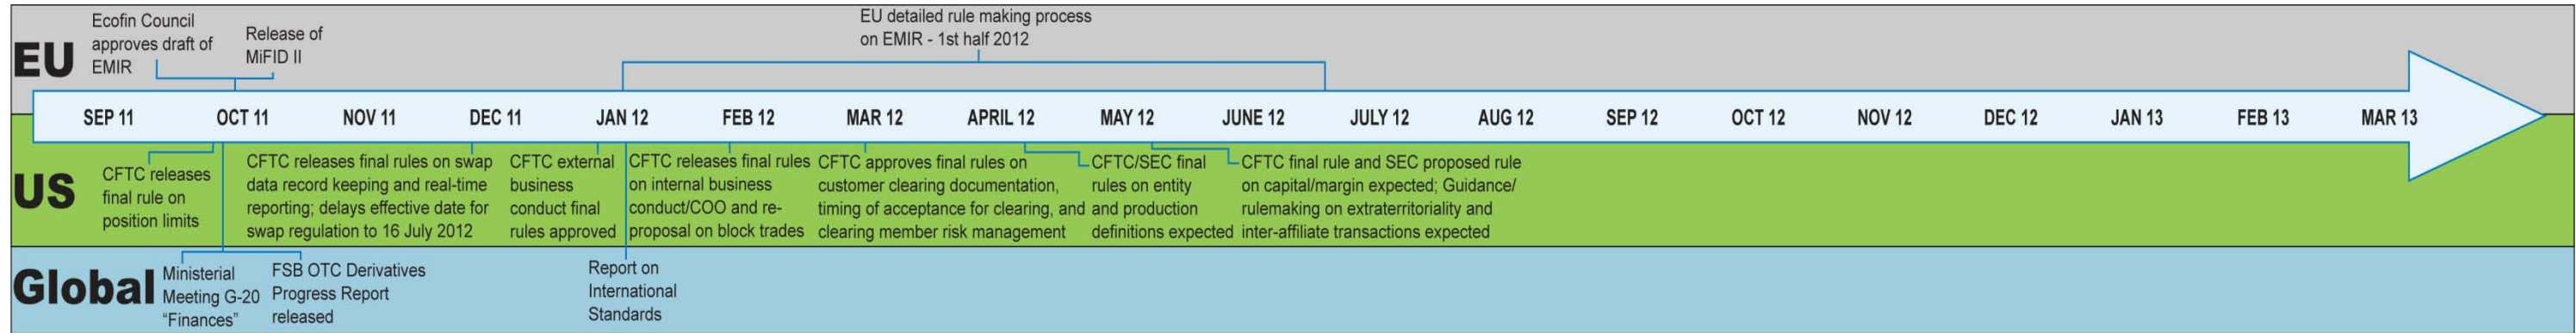 EU
Ecofin Council
approves draft of
EMIR
Release of
MiFID II
EU detailed rule making process
on EMIR - 1st half 2012
SEP 11 OCT 11 NOV 11 DEC 11 JAN 12 FEB 12 MAR 12 APRIL 12 MAY 12 JUNE 12 JULY 12 AUG 12 SEP 12 OCT 12 NOV 12 DEC 12 JAN 13 FEB 13 MAR 13
US
CFTC releases
final rule on
position limits
CFTC releases final rules on swap
data record keeping and real-time
reporting; delays effective date for
swap regulation to 16 July 2012
CFTC external
business
conduct final
rules approved
CFTC releases final rules
on internal business
conduct/COO and re-
proposal on block trades
CFTC approves final rules on
customer clearing documentation,
timing of acceptance for clearing, and
clearing member risk management
CFTC/SEC final
rules on entity
and production
definitions expected
CFTC final rule and SEC proposed rule
on capital/margin expected; Guidance/
rulemaking on extraterritoriality and
inter-affiliate transactions expected
Global
Ministerial
Meeting G-20
“Finances”
FSB OTC Derivatives
Progress Report
released
Report on
International
Standards